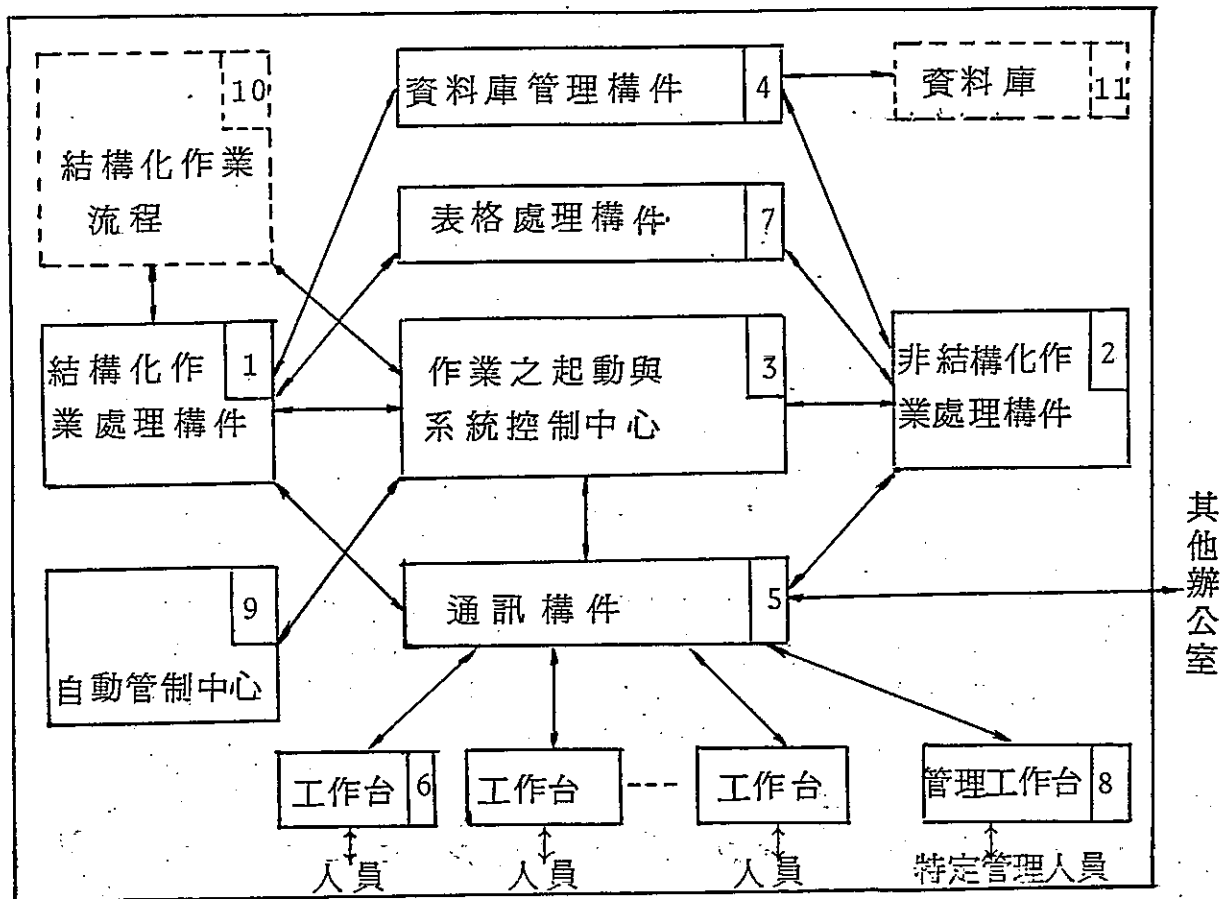 10
結構化作業
流程
資料庫管理構件 4
資料庫 11
表格處理構件 7
結構化作
業處理構件
1
作業之起動與
系統控制中心
3
非結構化作
業處理構件
2
9
自動管制中心
通訊構件 5
其他辦公室
工作台 6
工作台
工作台
管理工作台 8
人員
人員
人員
特定管理人員